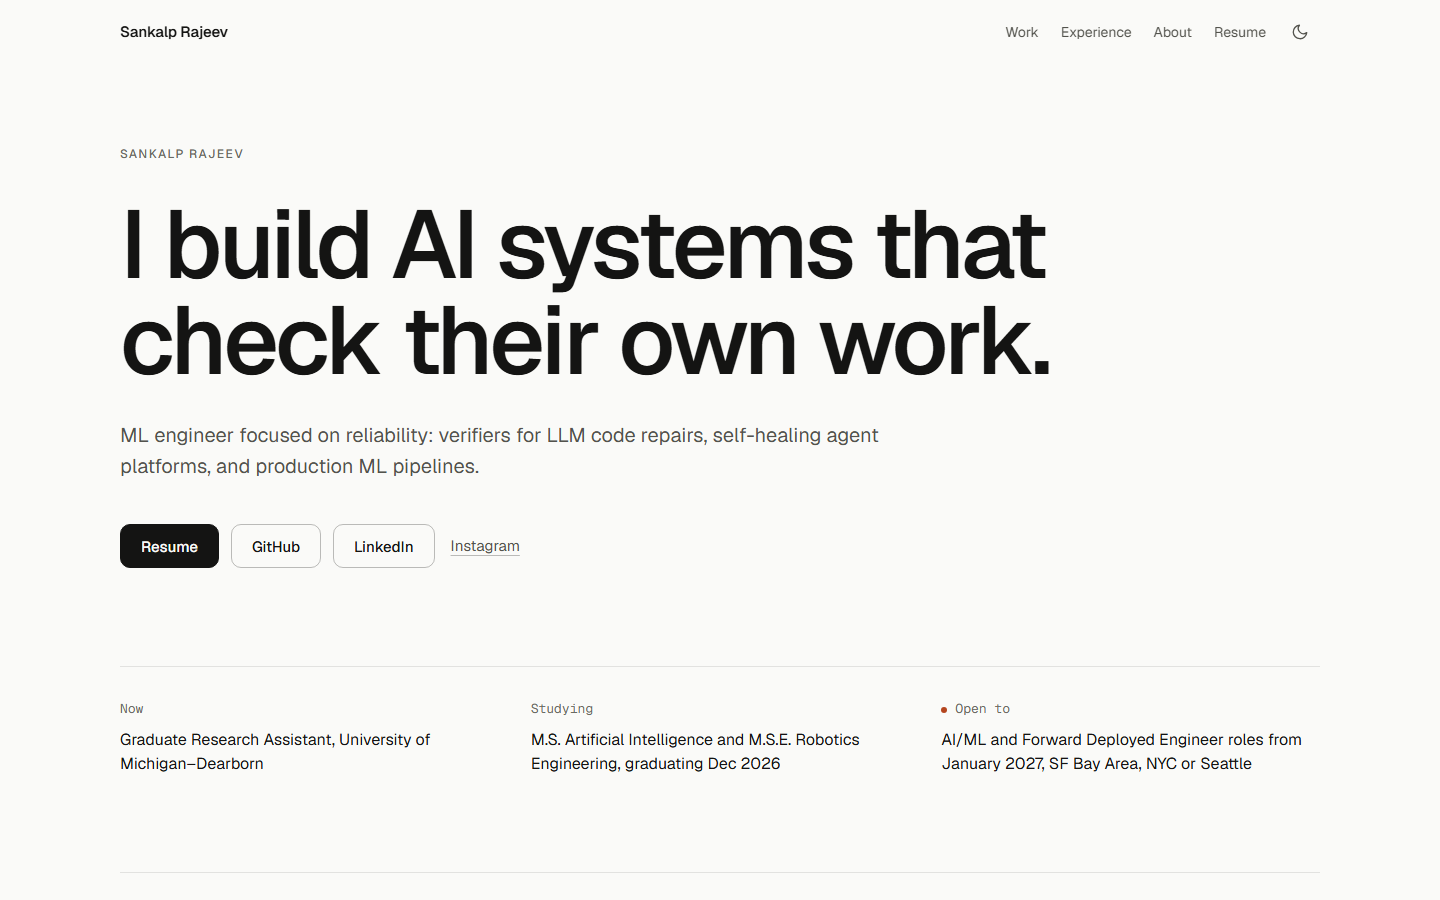 Sankalp Rajeev
Work Experience About Resume
SANKALP RAJEEV
I build AI systems that
check their own work.
ML engineer focused on reliability: verifiers for LLM code repairs, self-healing agent
platforms, and production ML pipelines.
Resume GitHub LinkedIn Instagram
Now
Graduate Research Assistant, University of
Michigan–Dearborn
Studying
M.S. Artificial Intelligence and M.S.E. Robotics
Engineering, graduating Dec 2026
Open to
AI/ML and Forward Deployed Engineer roles from
January 2027, SF Bay Area, NYC or Seattle